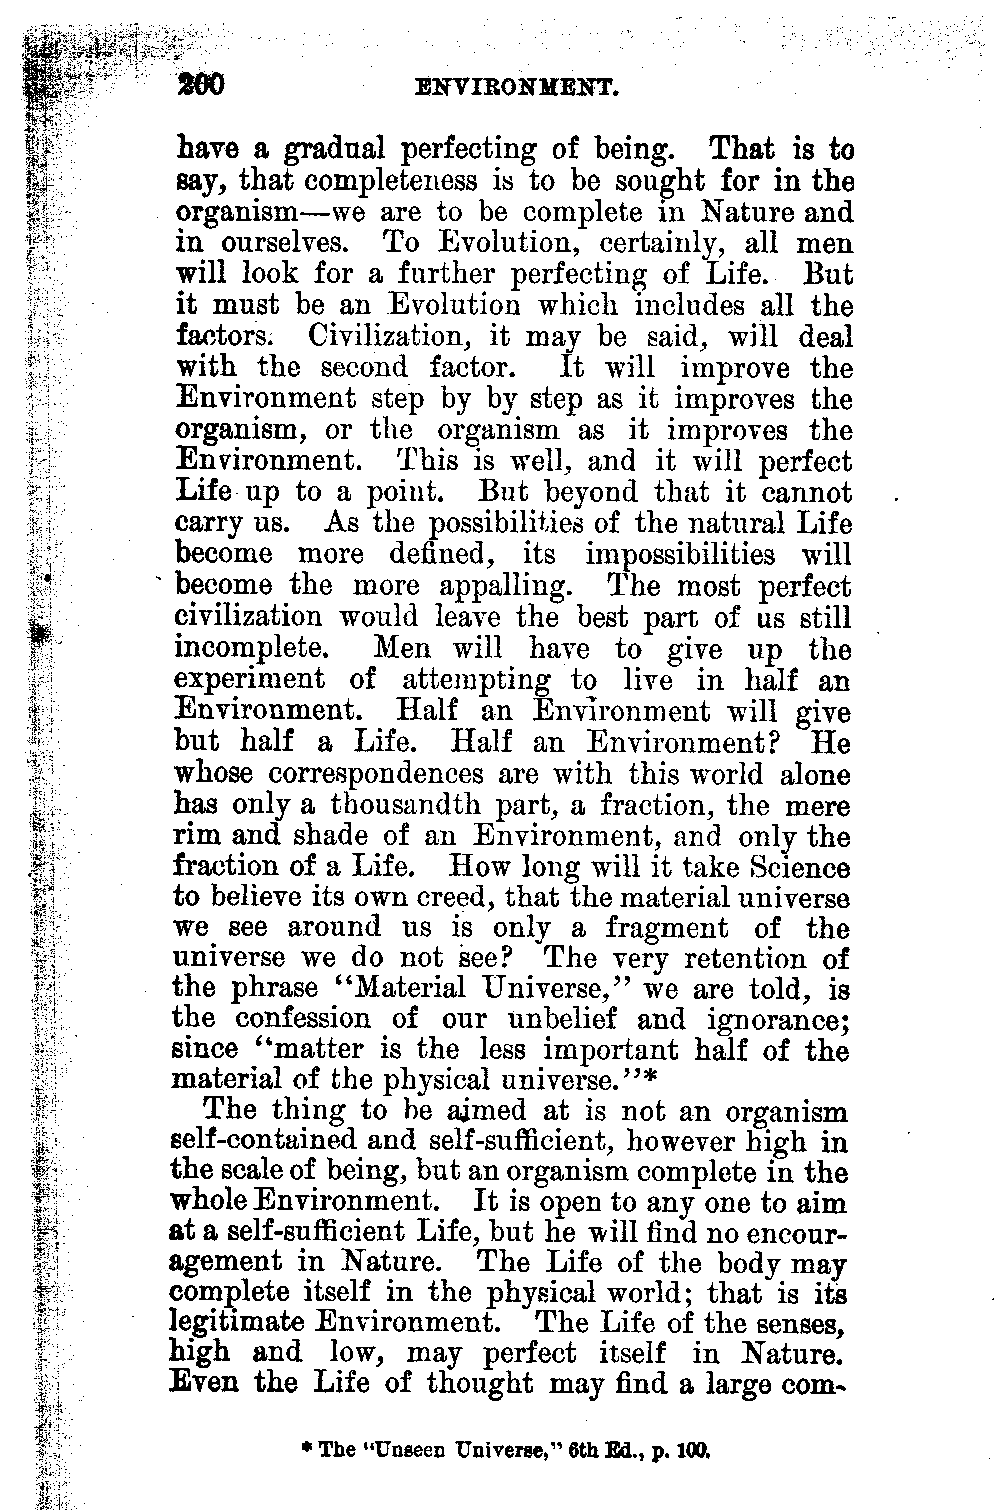 200 ENVIRONMENT.
have a gradual perfecting of being. That is to
say, that completeness is to be sought for in the
organism—we are to be complete in Nature and
in ourselves. To Evolution, certainly, all men
will look for a further perfecting of Life. But
it must be an Evolution which includes all the
factors. Civilization, it may be said, will deal
with the second factor. It will improve the
Environment step by by step as it improves the
organism, or the organism as it improves the
Environment. This is well, and it will perfect
Life up to a point. But beyond that it cannot
carry us. As the possibilities of the natural Life
become more defined, its impossibilities will
become the more appalling. The most perfect
civilization would leave the best part of us still
incomplete. Men will have to give up the
experiment of attempting to live in half an
Environment. Half an Environment will give
but half a Life. Half an Environment? He
whose correspondences are with this world alone
has only a thousandth part, a fraction, the mere
rim and shade of an Environment, and only the
fraction of a Life. How long will it take Science
to believe its own creed, that the material universe
we see around us is only a fragment of the
universe we do not see? The very retention of
the phrase "Material Universe," we are told, is
the confession of our unbelief and ignorance;
since "matter is the less important half of the
material of the physical universe."*
The thing to be aimed at is not an organism
self-contained and self-sufficient, however high in
the scale of being, but an organism complete in the
whole Environment. It is open to any one to aim
at a self-sufficient Life, but he will find no encour-
agement in Nature. The Life of the body may
complete itself in the physical world; that is its
legitimate Environment. The Life of the senses,
high and low, may perfect itself in Nature.
Even the Life of thought may find a large com-
* The "Unseen Universe," 6th Ed., p. 100.